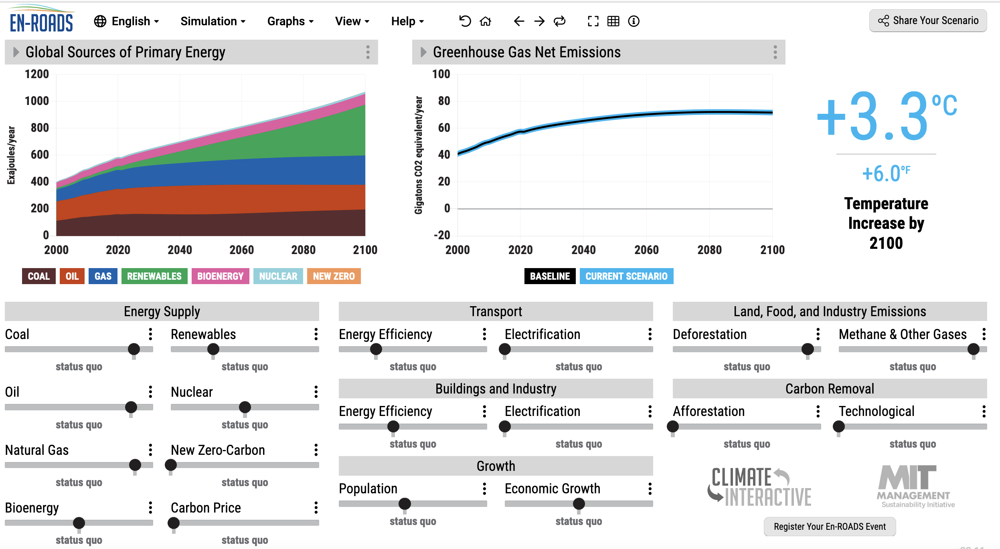 EN-ROADS
English
Simulation
Graphs
View
Help
Share Your Scenario
Global Sources of Primary Energy
Exajoules/year
1200
1000
800
600
400
200
0
2000 2020 2040 2060 2080 2100
COAL OIL GAS RENEWABLES BIOENERGY NUCLEAR NEW ZERO
Greenhouse Gas Net Emissions
Gigatons CO2 equivalent/year
100
80
60
40
20
0
-20
2000 2020 2040 2060 2080 2100
BASELINE CURRENT SCENARIO
+3.3ºC
+6.0ºF
Temperature
Increase by
2100
Energy Supply
Coal
status quo
Renewables
status quo
Oil
status quo
Nuclear
status quo
Natural Gas
status quo
New Zero-Carbon
status quo
Bioenergy
status quo
Carbon Price
status quo
Transport
Energy Efficiency
status quo
Electrification
status quo
Buildings and Industry
Energy Efficiency
status quo
Electrification
status quo
Growth
Population
status quo
Economic Growth
status quo
Land, Food, and Industry Emissions
Deforestation
status quo
Methane & Other Gases
status quo
Carbon Removal
Afforestation
status quo
Technological
status quo
CLIMATE
INTERACTIVE
MIT
MANAGEMENT
Sustainability Initiative
Register Your En-ROADS Event